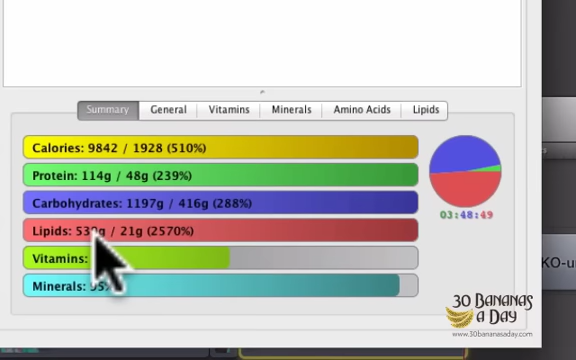 Summary General Vitamins Minerals Amino Acids Lipids
Calories: 9842 / 1928 (510%)
Protein: 114g / 48g (239%)
Carbohydrates: 1197g / 416g (288%)
03:48:49
Lipids: / 21g (2570%)
Vitamins:
KO-u
Minerals:
30 BANANAS
A DAY
www.30bananasaday.com